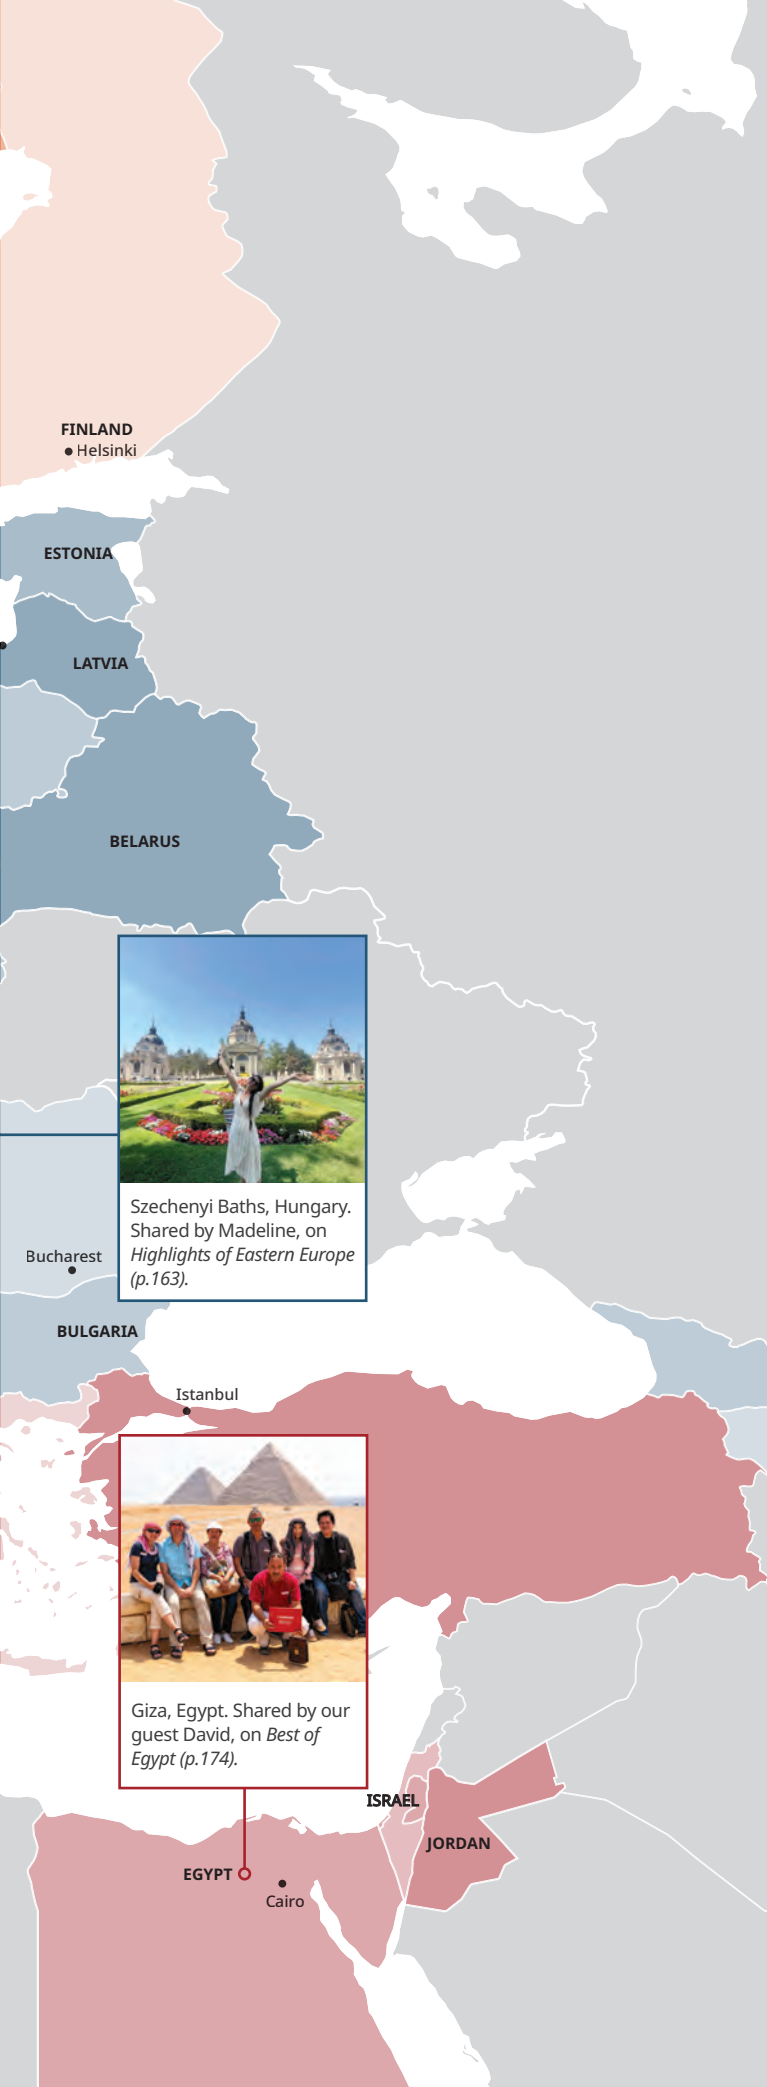 FINLAND
Helsinki
ESTONIA
LATVIA
BELARUS
Szechenyi Baths, Hungary.
Shared by Madeline, on
Highlights of Eastern Europe
(p.163).
Bucharest
BULGARIA
Istanbul
Giza, Egypt. Shared by our
guest David, on Best of
Egypt (p.174).
ISRAEL
JORDAN
EGYPT
Cairo